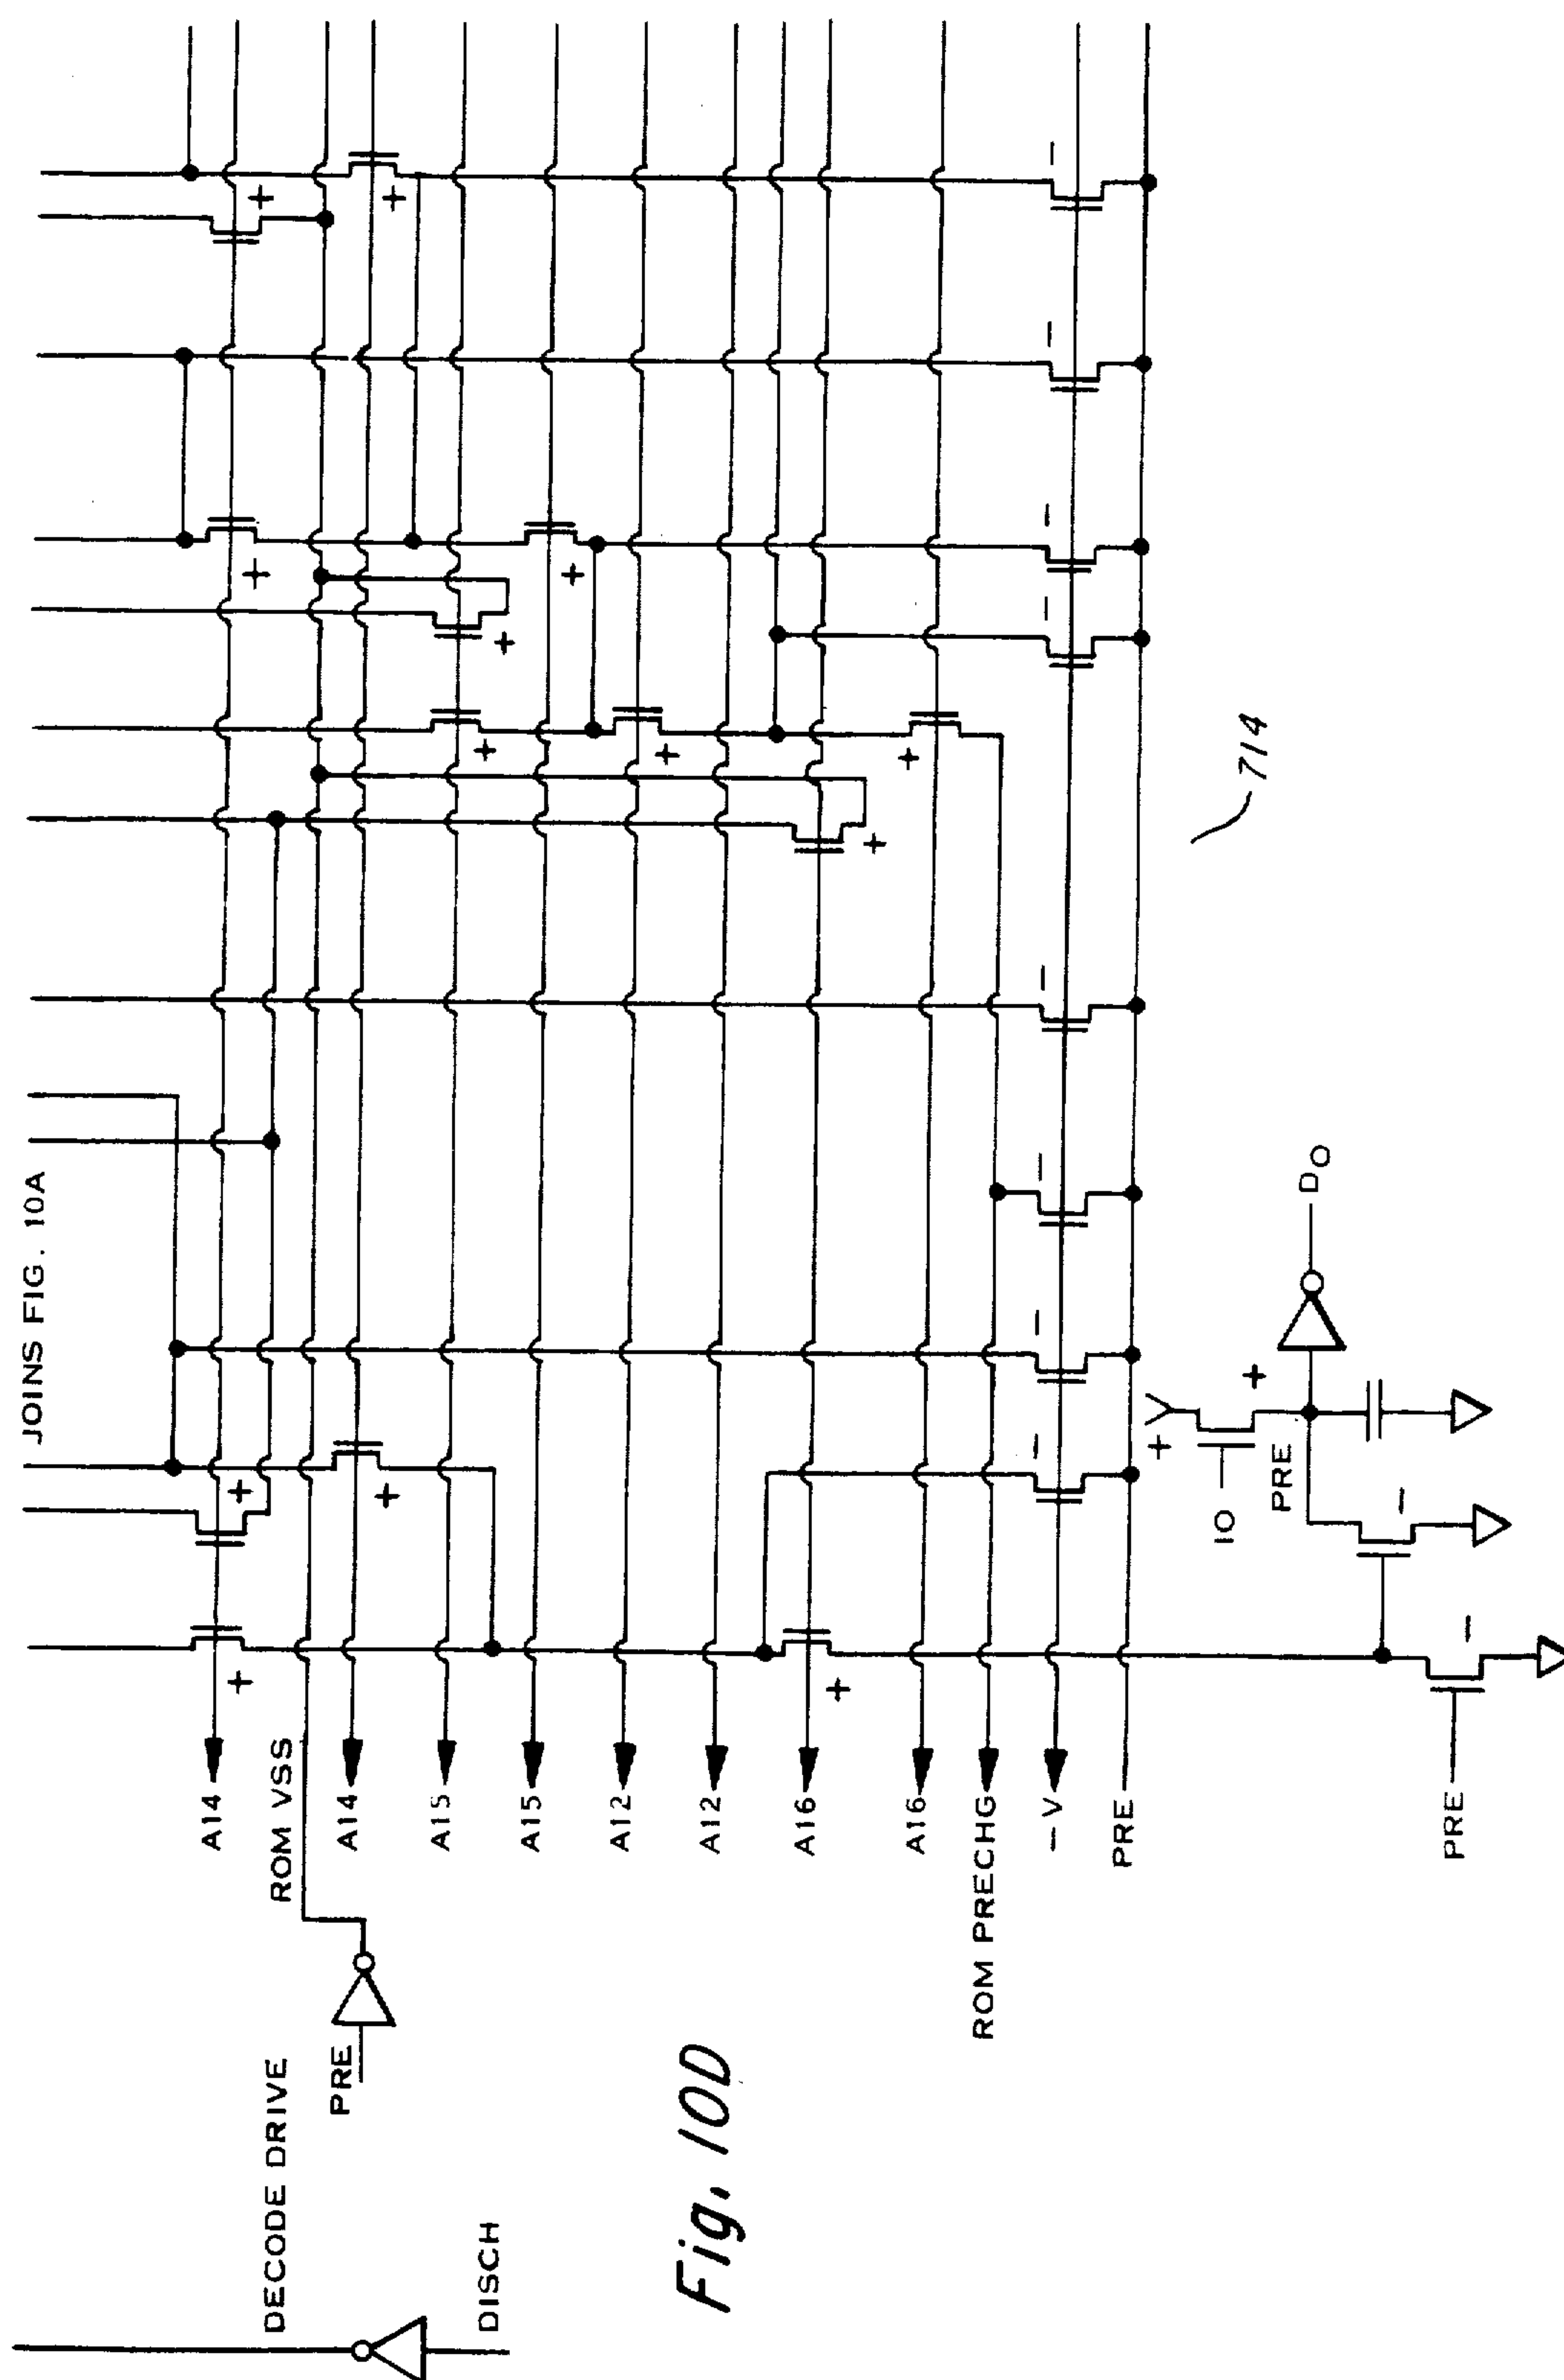 JOINS FIG. 10A
A14
ROM VSS
A14
A15
A15
A12
A12
A16
A16
ROM PRECHG
-V
PRE
DECODE DRIVE
PRE
DISCH
Fig. 10D
714
+
+
+
+
+
+
+
+
+
+
+
+
+
+
-
-
-
-
-
-
-
-
+V
IO
PRE
+
DO
-
-
PRE